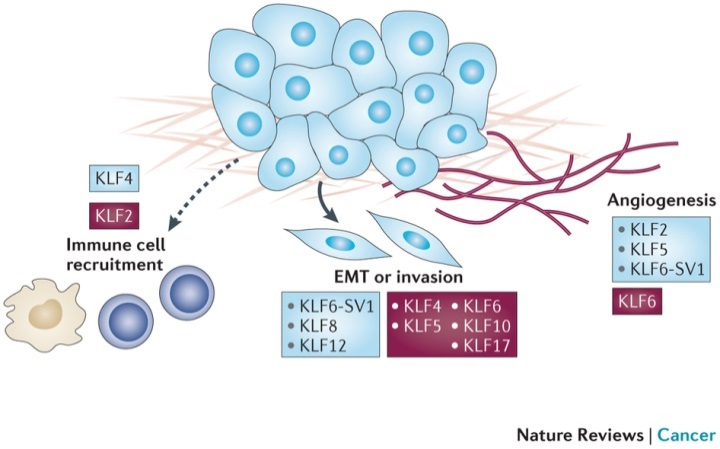 KLF4
KLF2
Immune cell
recruitment
EMT or invasion
• KLF6-SV1
• KLF8
• KLF12
• KLF4 • KLF6
• KLF5 • KLF10
• KLF17
Angiogenesis
• KLF2
• KLF5
• KLF6-SV1
KLF6
Nature Reviews | Cancer